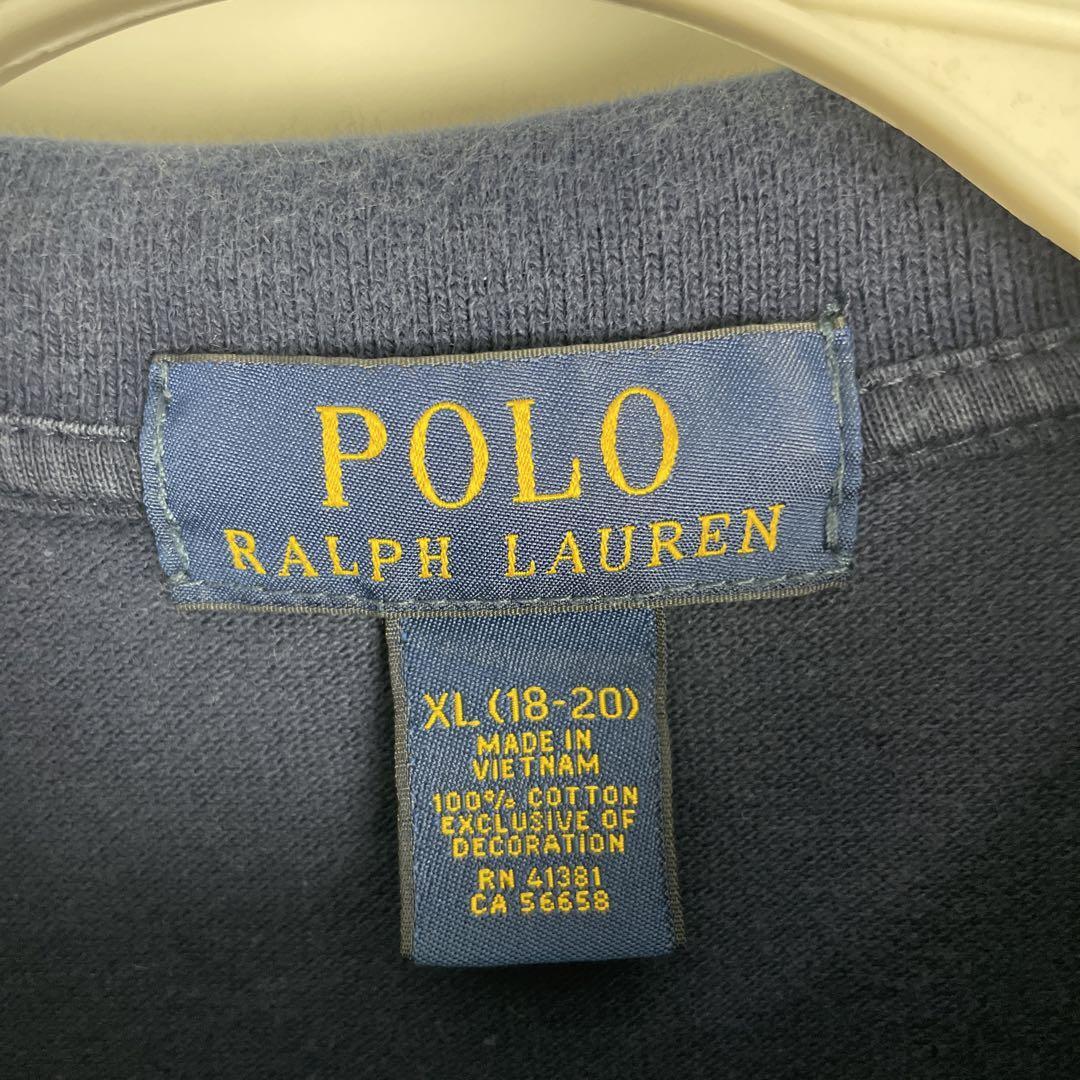 POLO
RALPH LAUREN
XL (18-20)
MADE IN
VIETNAM
100% COTTON
EXCLUSIVE OF
DECORATION
RN 41381
CA 56658